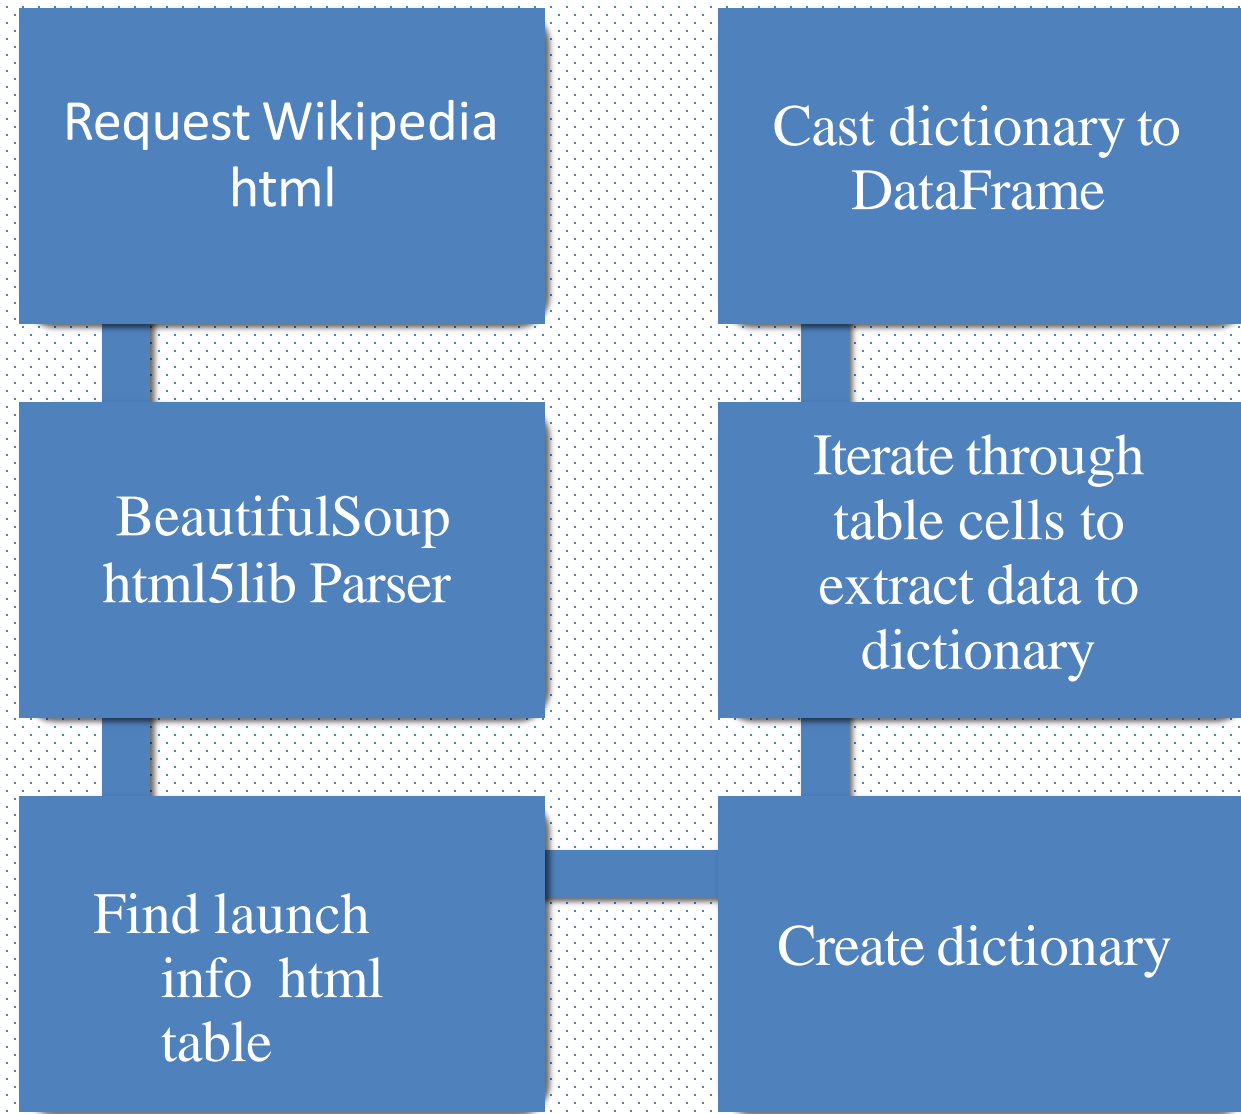 Request Wikipedia
html
BeautifulSoup
html5lib Parser
Find launch
info html
table
Create dictionary
Iterate through
table cells to
extract data to
dictionary
Cast dictionary to
DataFrame